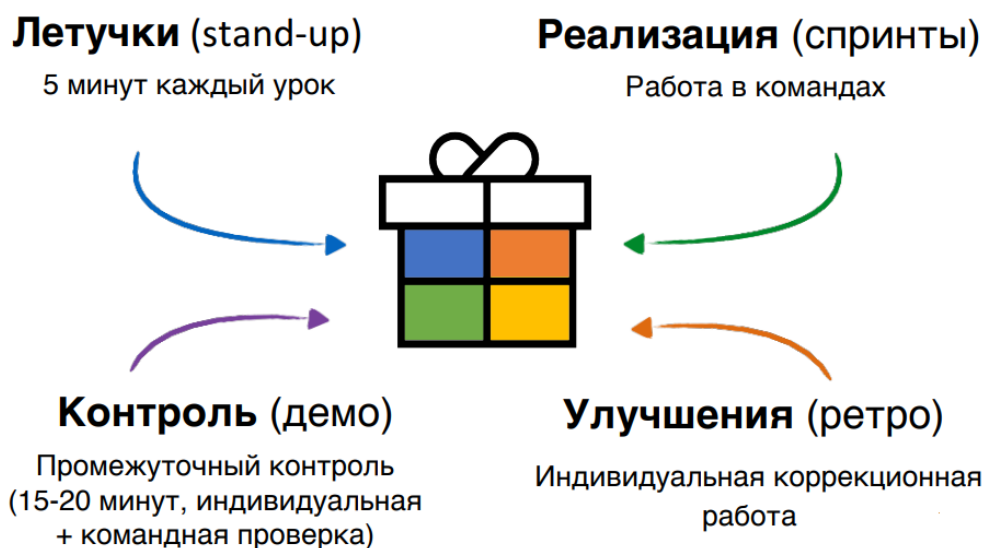 Летучки (stand-up)
5 минут каждый урок
Реализация (спринты)
Работа в командах
Контроль (демо)
Промежуточный контроль
(15-20 минут, индивидуальная
+ командная проверка)
Улучшения (ретро)
Индивидуальная коррекционная
работа